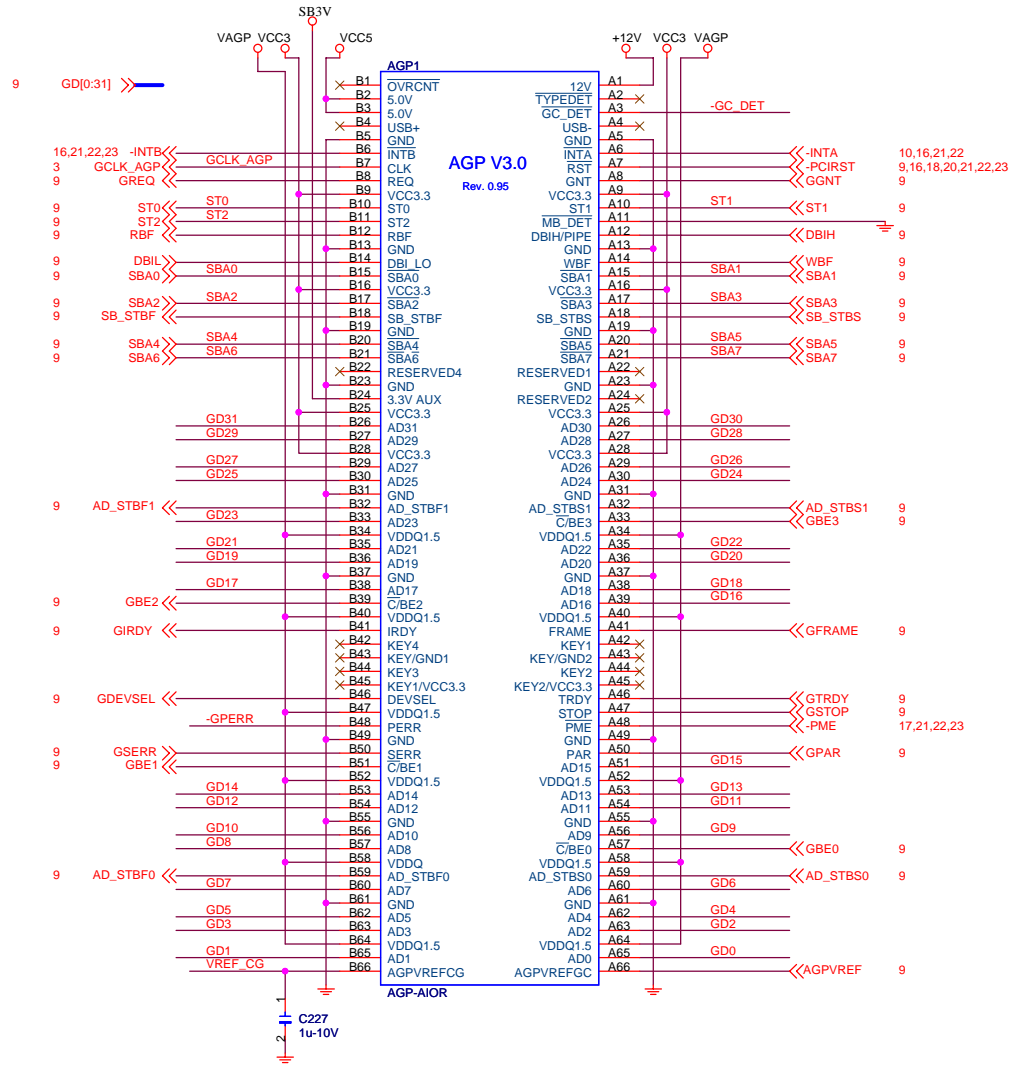 SB3V
VAGP VCC3 VCC5 +12V VCC3 VAGP
AGP1
9 GD[0:31]
AGP V3.0
Rev. 0.95
B1 OVRCNT 12V A1
B2 5.0V TYPEDET A2
B3 5.0V GC_DET A3 -GC_DET
B4 USB+ USB- A4
B5 GND GND A5
16,21,22,23 -INTB B6 INTB INTA A6 -INTA 10,16,21,22
3 GCLK_AGP GCLK_AGP B7 CLK RST A7 -PCIRST 9,16,18,20,21,22,23
9 GREQ B8 REQ GNT A8 GGNT 9
B9 VCC3.3 VCC3.3 A9
9 ST0 ST0 B10 ST0 ST1 A10 ST1 ST1 9
9 ST2 ST2 B11 ST2 MB_DET A11
9 RBF B12 RBF DBIH/PIPE A12 DBIH 9
B13 GND GND A13
9 DBIL B14 DBI_LO WBF A14 WBF 9
9 SBA0 SBA0 B15 SBA0 SBA1 A15 SBA1 SBA1 9
B16 VCC3.3 VCC3.3 A16
9 SBA2 SBA2 B17 SBA2 SBA3 A17 SBA3 SBA3 9
9 SB_STBF B18 SB_STBF SB_STBS A18 SB_STBS 9
B19 GND GND A19
9 SBA4 SBA4 B20 SBA4 SBA5 A20 SBA5 SBA5 9
9 SBA6 SBA6 B21 SBA6 SBA7 A21 SBA7 SBA7 9
B22 RESERVED4 RESERVED1 A22
B23 GND GND A23
B24 3.3V AUX RESERVED2 A24
B25 VCC3.3 VCC3.3 A25
GD31 B26 AD31 AD30 A26 GD30
GD29 B27 AD29 AD28 A27 GD28
B28 VCC3.3 VCC3.3 A28
GD27 B29 AD27 AD26 A29 GD26
GD25 B30 AD25 AD24 A30 GD24
B31 GND GND A31
9 AD_STBF1 B32 AD_STBF1 AD_STBS1 A32 AD_STBS1 9
GD23 B33 AD23 C/BE3 A33 GBE3 9
B34 VDDQ1.5 VDDQ1.5 A34
GD21 B35 AD21 AD22 A35 GD22
GD19 B36 AD19 AD20 A36 GD20
B37 GND GND A37
GD17 B38 AD17 AD18 A38 GD18
9 GBE2 B39 C/BE2 AD16 A39 GD16
B40 VDDQ1.5 VDDQ1.5 A40
9 GIRDY B41 IRDY FRAME A41 GFRAME 9
B42 KEY4 KEY1 A42
B43 KEY/GND1 KEY/GND2 A43
B44 KEY3 KEY2 A44
B45 KEY1/VCC3.3 KEY2/VCC3.3 A45
9 GDEVSEL B46 DEVSEL TRDY A46 GTRDY 9
B47 VDDQ1.5 STOP A47 GSTOP 9
-GPERR B48 PERR PME A48 -PME 17,21,22,23
B49 GND GND A49
9 GSERR B50 SERR PAR A50 GPAR 9
9 GBE1 B51 C/BE1 AD15 A51 GD15
B52 VDDQ1.5 VDDQ1.5 A52
GD14 B53 AD14 AD13 A53 GD13
GD12 B54 AD12 AD11 A54 GD11
B55 GND GND A55
GD10 B56 AD10 AD9 A56 GD9
GD8 B57 AD8 C/BE0 A57 GBE0 9
B58 VDDQ VDDQ1.5 A58
9 AD_STBF0 B59 AD_STBF0 AD_STBS0 A59 AD_STBS0 9
GD7 B60 AD7 AD6 A60 GD6
B61 GND GND A61
GD5 B62 AD5 AD4 A62 GD4
GD3 B63 AD3 AD2 A63 GD2
B64 VDDQ1.5 VDDQ1.5 A64
GD1 B65 AD1 AD0 A65 GD0
VREF_CG B66 AGPVREFCG AGPVREFGC A66 AGPVREF 9
AGP-AIOR
1
C227
1u-10V
2